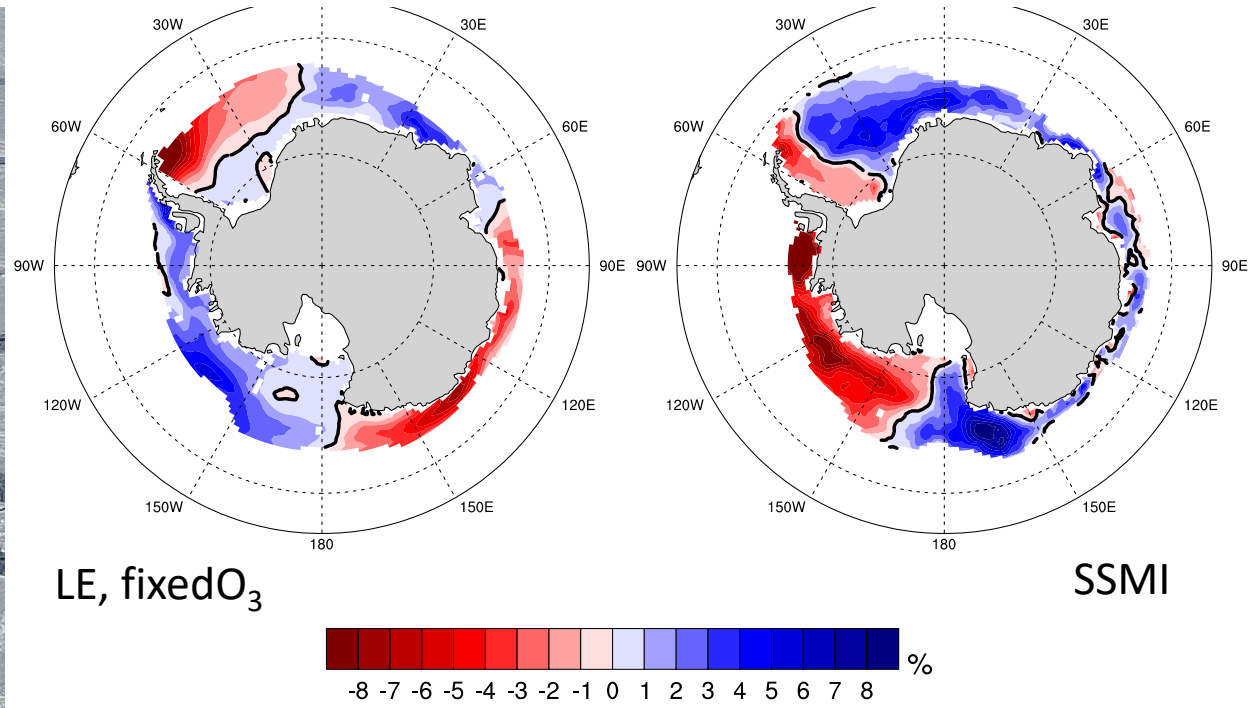 30W 30E 30W 30E
60W 60E 60W 60E
90W 90E 90W 90E
120W 120E 120W 120E
150W 150E 150W 150E
180 180
LE, fixedO₃ SSMI
%
-8 -7 -6 -5 -4 -3 -2 -1 0 1 2 3 4 5 6 7 8